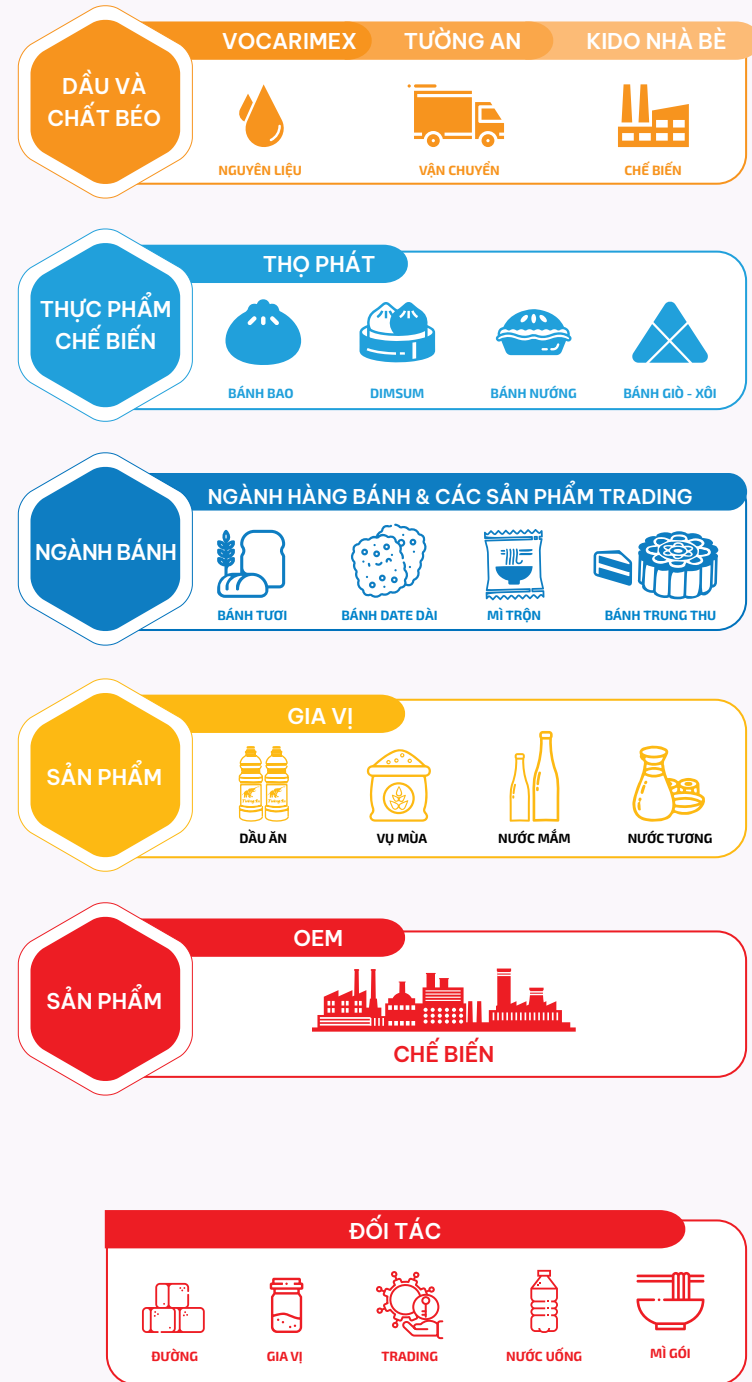 VOCARIMEX TƯỜNG AN KIDO NHÀ BÈ
DẦU VÀ
CHẤT BÉO
NGUYÊN LIỆU VẬN CHUYỂN CHẾ BIẾN
THỌ PHÁT
THỰC PHẨM
CHẾ BIẾN
BÁNH BAO DIMSUM BÁNH NƯỚNG BÁNH GIÒ - XÔI
NGÀNH HÀNG BÁNH & CÁC SẢN PHẨM TRADING
NGÀNH BÁNH
BÁNH TƯƠI BÁNH DATE DÀI MÌ TRỘN BÁNH TRUNG THU
GIA VỊ
SẢN PHẨM
DẦU ĂN VỤ MÙA NƯỚC MẮM NƯỚC TƯƠNG
OEM
SẢN PHẨM
CHẾ BIẾN
ĐỐI TÁC
ĐƯỜNG GIA VỊ TRADING NƯỚC UỐNG MÌ GÓI